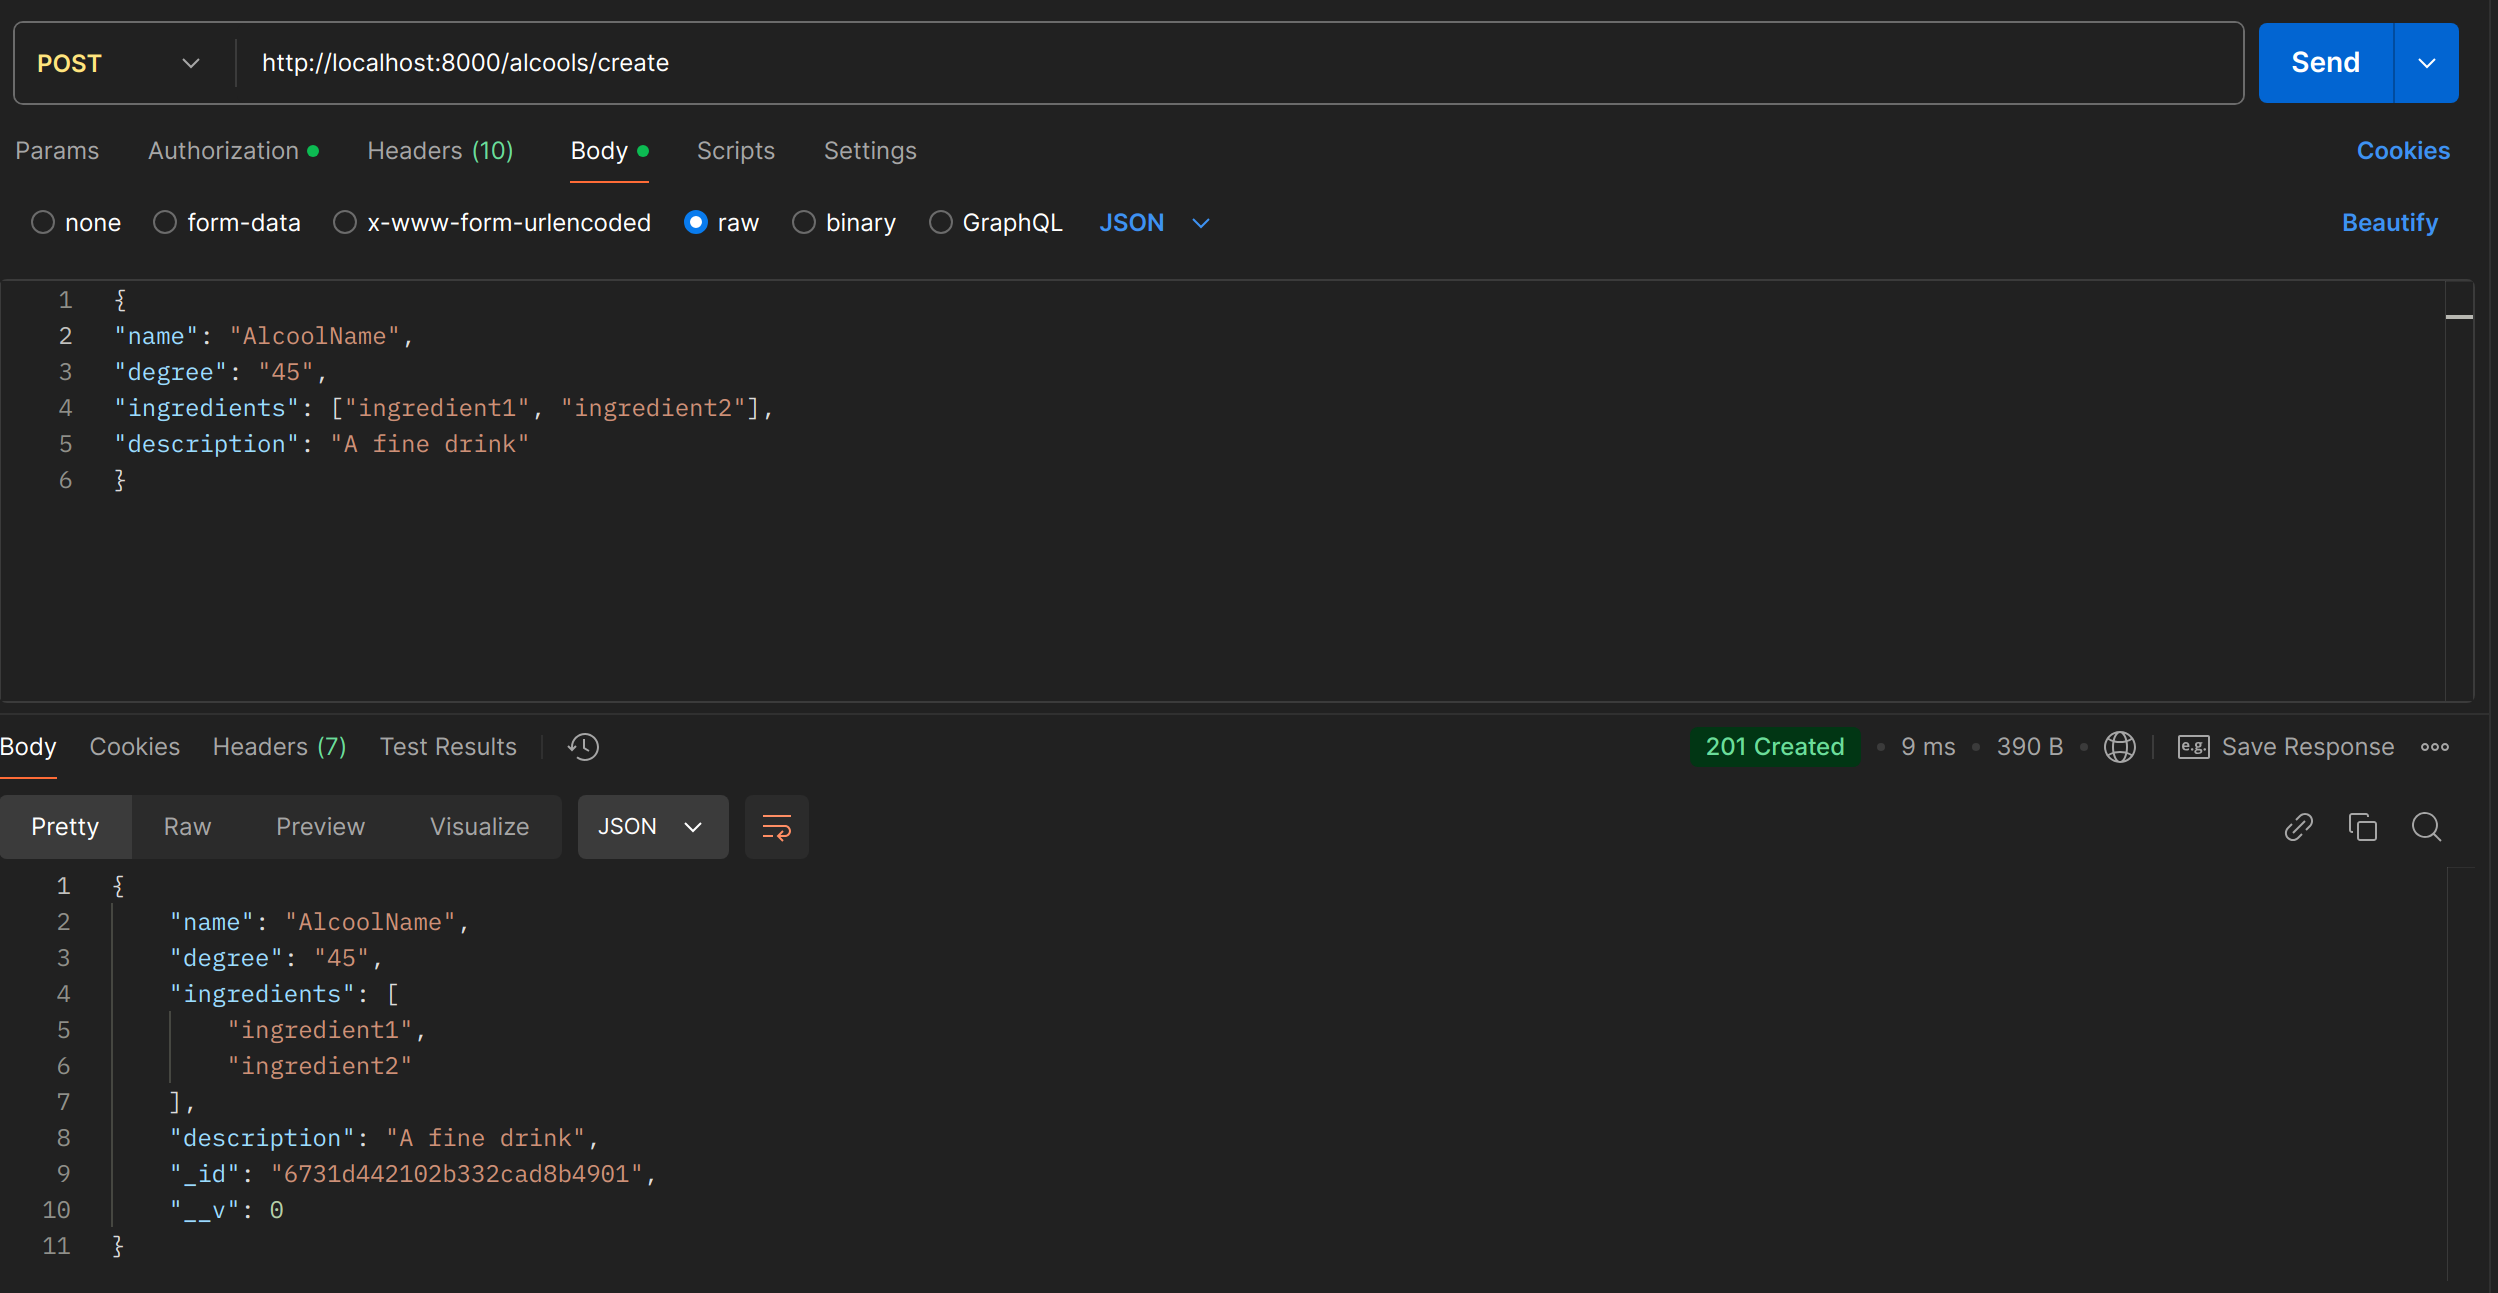 POST http://localhost:8000/alcools/create Send
Params Authorization Headers (10) Body Scripts Settings Cookies
none form-data x-www-form-urlencoded raw binary GraphQL JSON Beautify
1 {
2 "name": "AlcoolName",
3 "degree": "45",
4 "ingredients": ["ingredient1", "ingredient2"],
5 "description": "A fine drink"
6 }
Body Cookies Headers (7) Test Results 201 Created 9 ms 390 B e.g. Save Response
Pretty Raw Preview Visualize JSON
1 {
2 "name": "AlcoolName",
3 "degree": "45",
4 "ingredients": [
5 "ingredient1",
6 "ingredient2"
7 ],
8 "description": "A fine drink",
9 "_id": "6731d442102b332cad8b4901",
10 "__v": 0
11 }